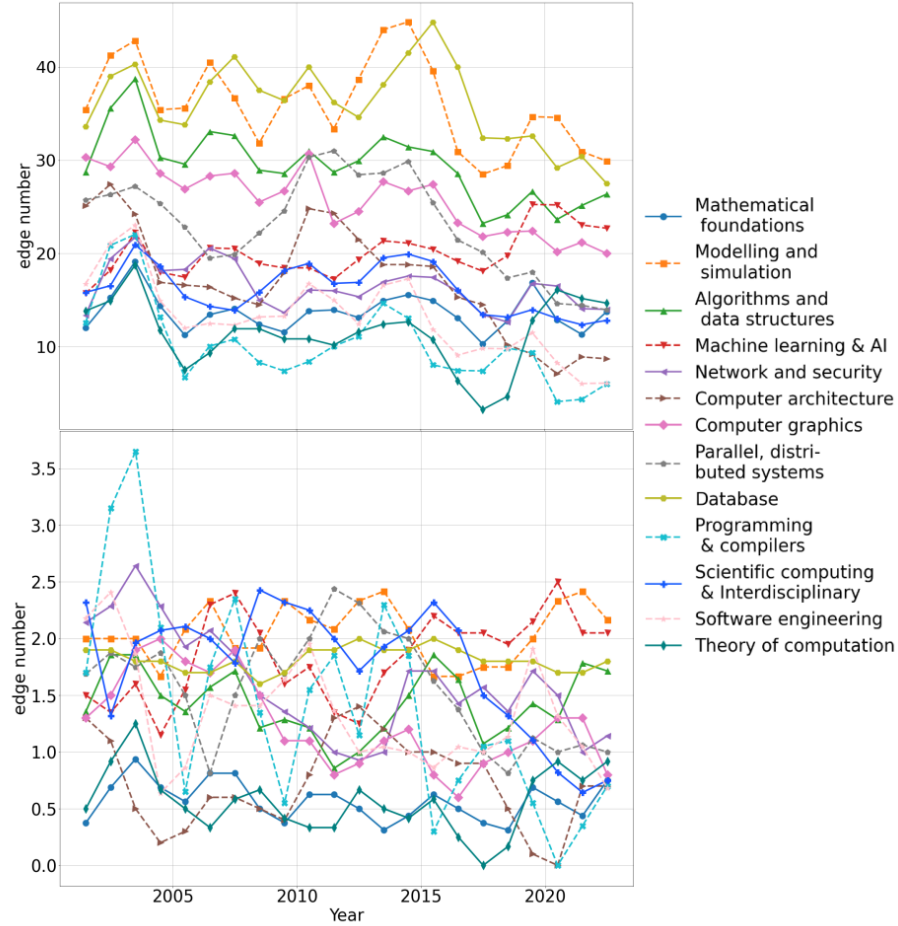 edge number
40
30
20
10
edge number
3.5
3.0
2.5
2.0
1.5
1.0
0.5
0.0
2005
2010
2015
2020
Year
Mathematical
foundations
Modelling and
simulation
Algorithms and
data structures
Machine learning & AI
Network and security
Computer architecture
Computer graphics
Parallel, distri-
buted systems
Database
Programming
& compilers
Scientific computing
& Interdisciplinary
Software engineering
Theory of computation